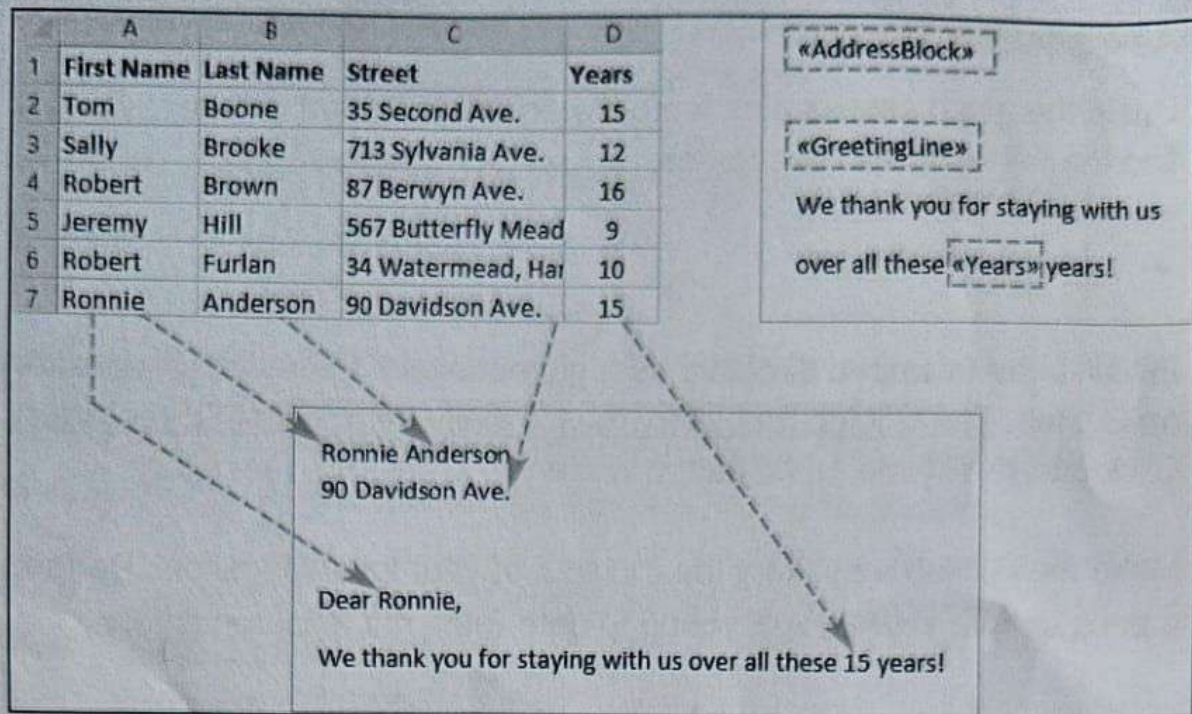 A B C D
1 First Name Last Name Street Years
2 Tom Boone 35 Second Ave. 15
3 Sally Brooke 713 Sylvania Ave. 12
4 Robert Brown 87 Berwyn Ave. 16
5 Jeremy Hill 567 Butterfly Mead 9
6 Robert Furlan 34 Watermead, Har 10
7 Ronnie Anderson 90 Davidson Ave. 15
«AddressBlock»
«GreetingLine»
We thank you for staying with us
over all these «Years» years!
Ronnie Anderson
90 Davidson Ave.
Dear Ronnie,
We thank you for staying with us over all these 15 years!